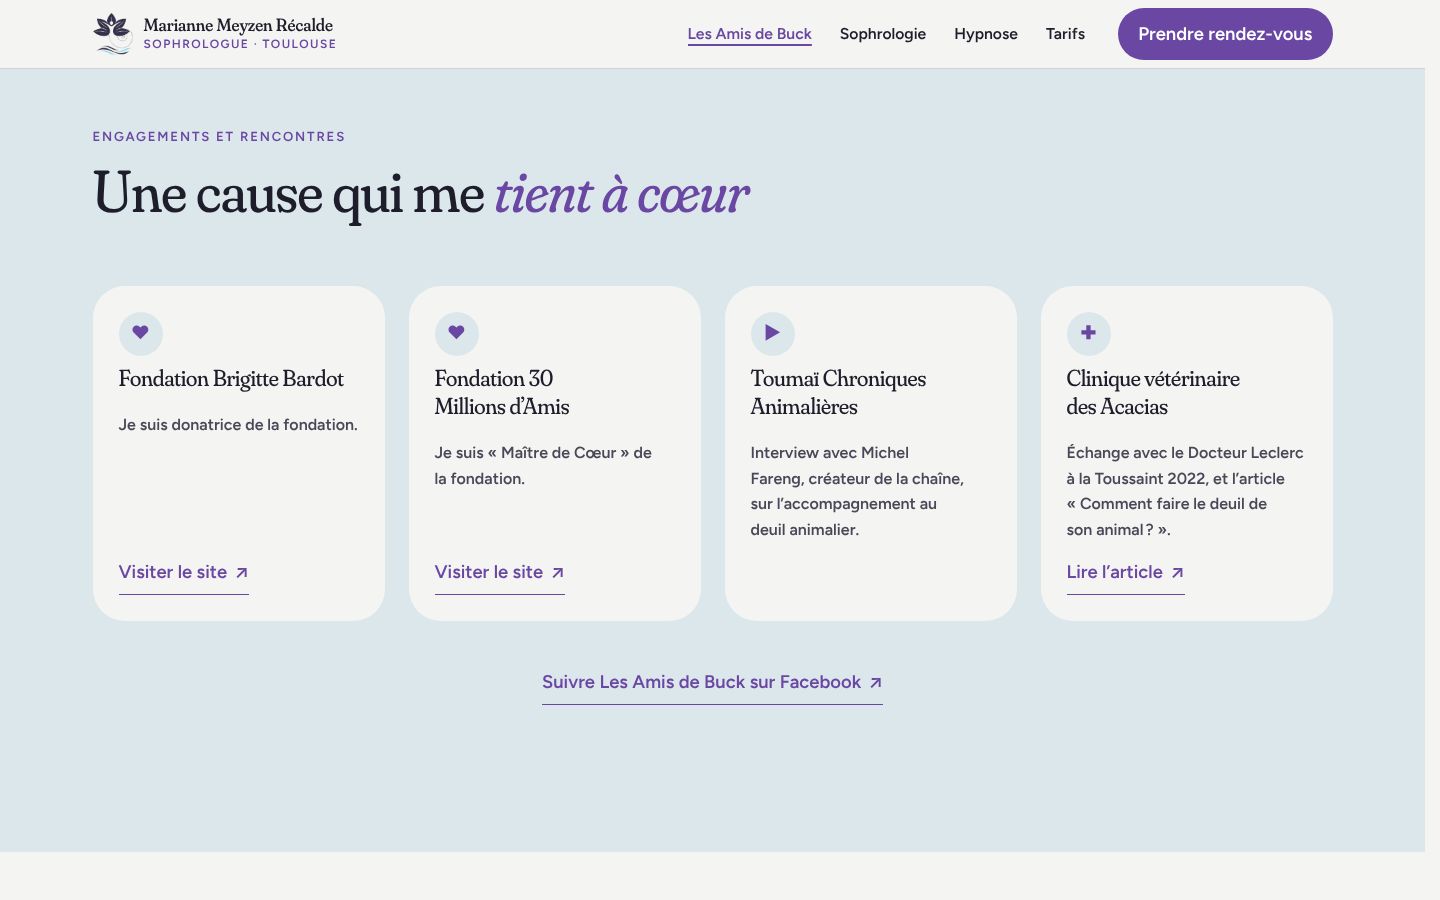 Marianne Meyzen Récalde
SOPHROLOGUE · TOULOUSE
Les Amis de Buck
Sophrologie
Hypnose
Tarifs
Prendre rendez-vous
ENGAGEMENTS ET RENCONTRES
Une cause qui me tient à cœur
Fondation Brigitte Bardot
Je suis donatrice de la fondation.
Visiter le site ↗
Fondation 30
Millions d’Amis
Je suis « Maître de Cœur » de
la fondation.
Visiter le site ↗
Toumaï Chroniques
Animalières
Interview avec Michel
Fareng, créateur de la chaîne,
sur l’accompagnement au
deuil animalier.
Clinique vétérinaire
des Acacias
Échange avec le Docteur Leclerc
à la Toussaint 2022, et l’article
« Comment faire le deuil de
son animal ? ».
Lire l’article ↗
Suivre Les Amis de Buck sur Facebook ↗